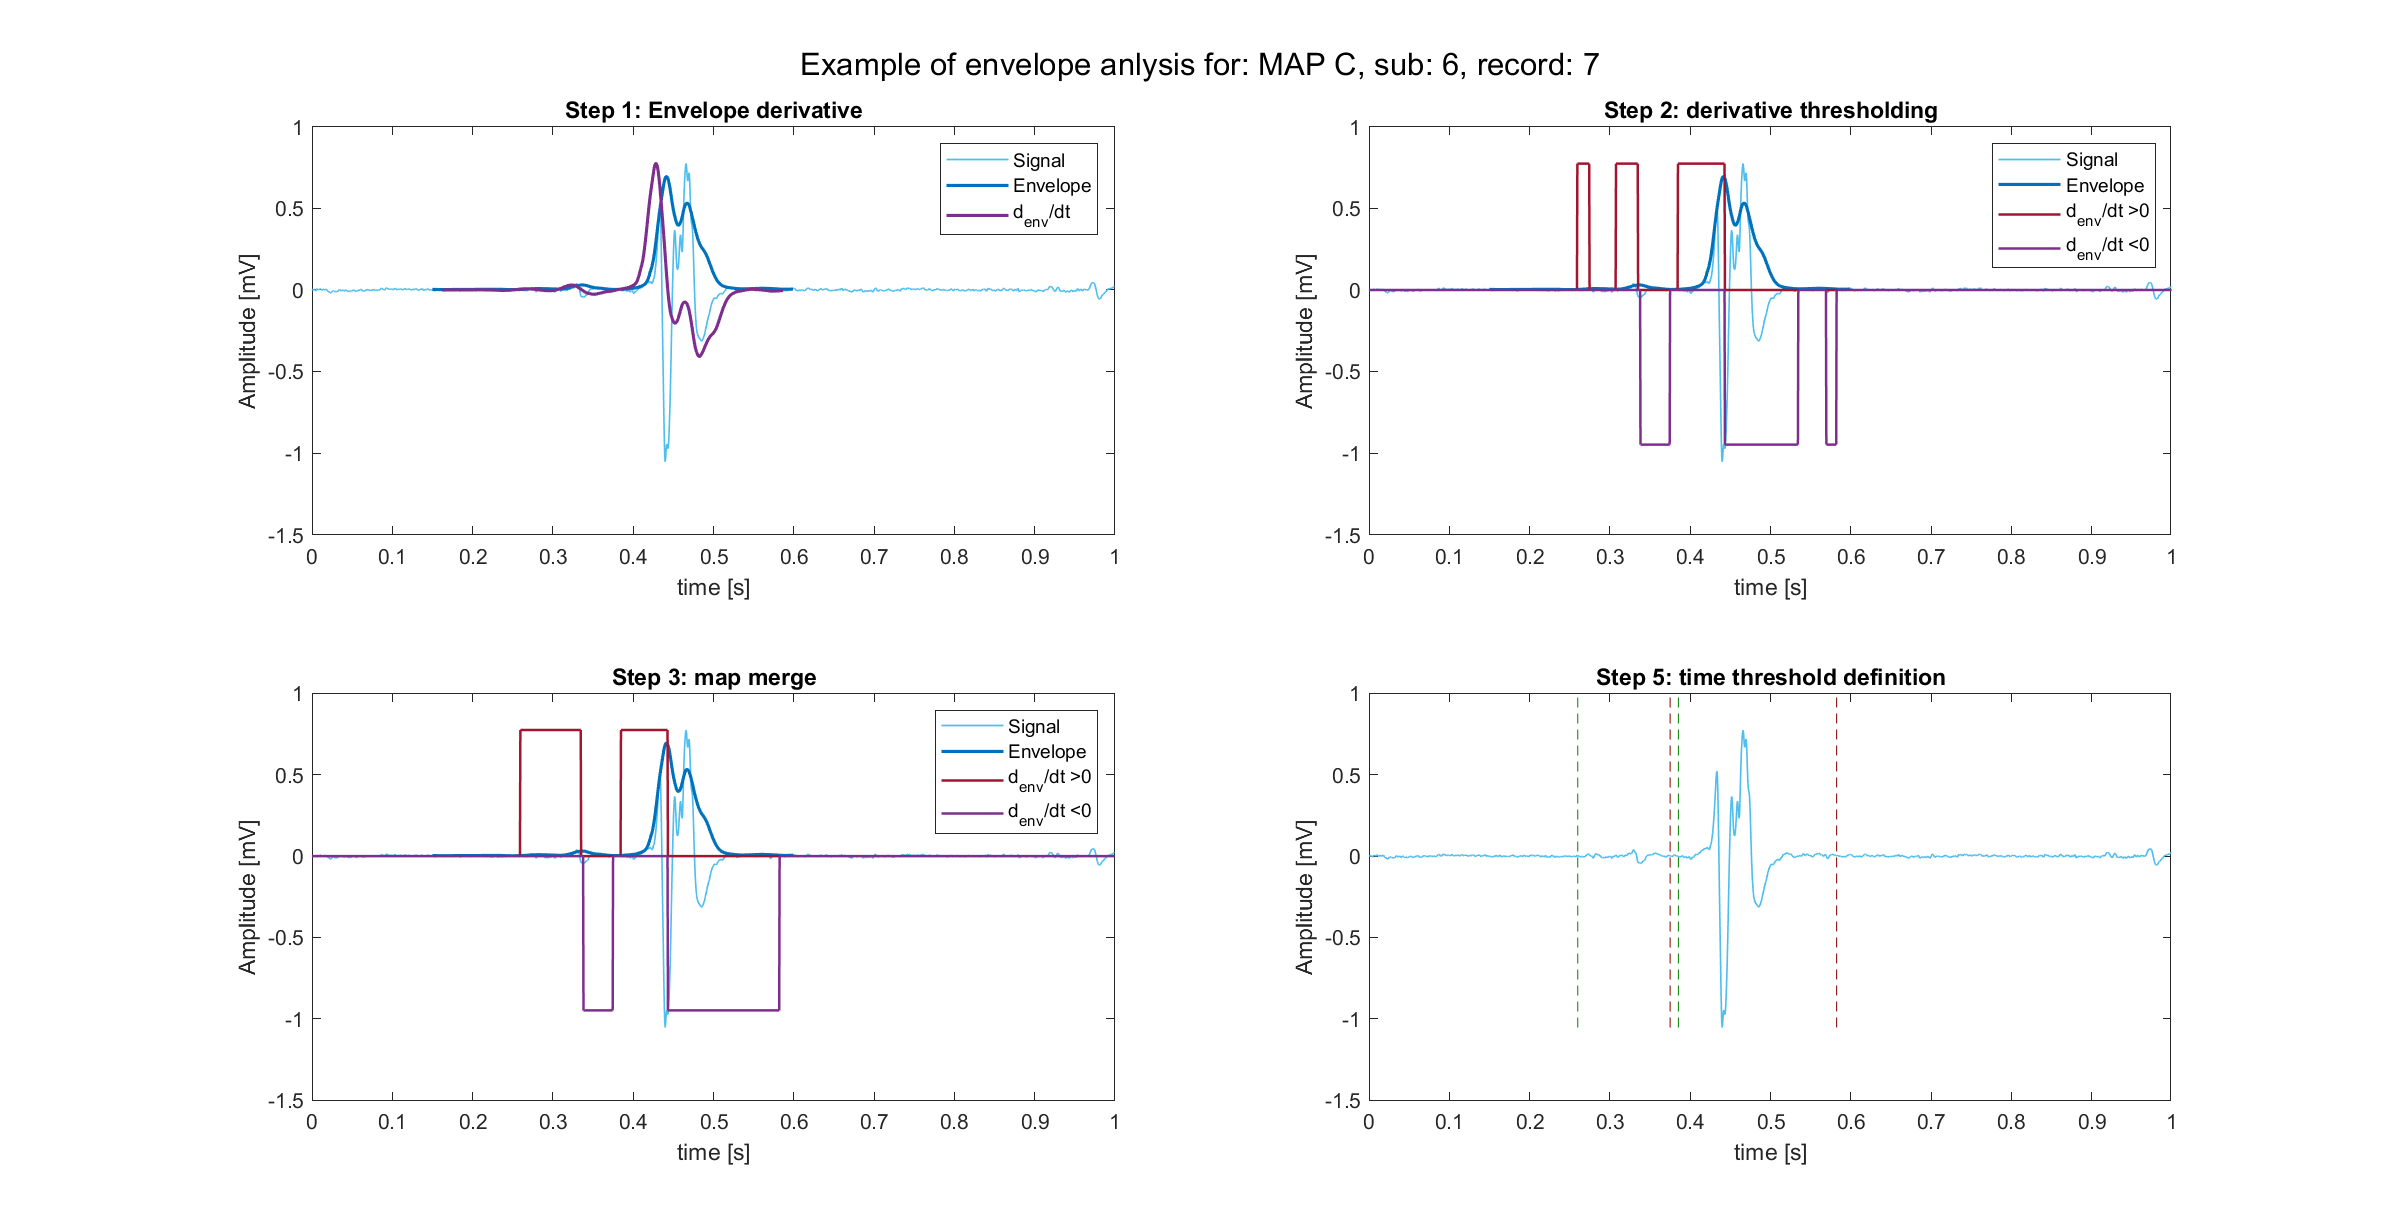 Example of envelope anlysis for: MAP C, sub: 6, record: 7
Step 1: Envelope derivative
1
0.5
0
-0.5
-1
-1.5
Amplitude [mV]
0 0.1 0.2 0.3 0.4 0.5 0.6 0.7 0.8 0.9 1
time [s]
Signal
Envelope
d_env/dt
Step 2: derivative thresholding
1
0.5
0
-0.5
-1
-1.5
Amplitude [mV]
0 0.1 0.2 0.3 0.4 0.5 0.6 0.7 0.8 0.9 1
time [s]
Signal
Envelope
d_env/dt >0
d_env/dt <0
Step 3: map merge
1
0.5
0
-0.5
-1
-1.5
Amplitude [mV]
0 0.1 0.2 0.3 0.4 0.5 0.6 0.7 0.8 0.9 1
time [s]
Signal
Envelope
d_env/dt >0
d_env/dt <0
Step 5: time threshold definition
1
0.5
0
-0.5
-1
-1.5
Amplitude [mV]
0 0.1 0.2 0.3 0.4 0.5 0.6 0.7 0.8 0.9 1
time [s]